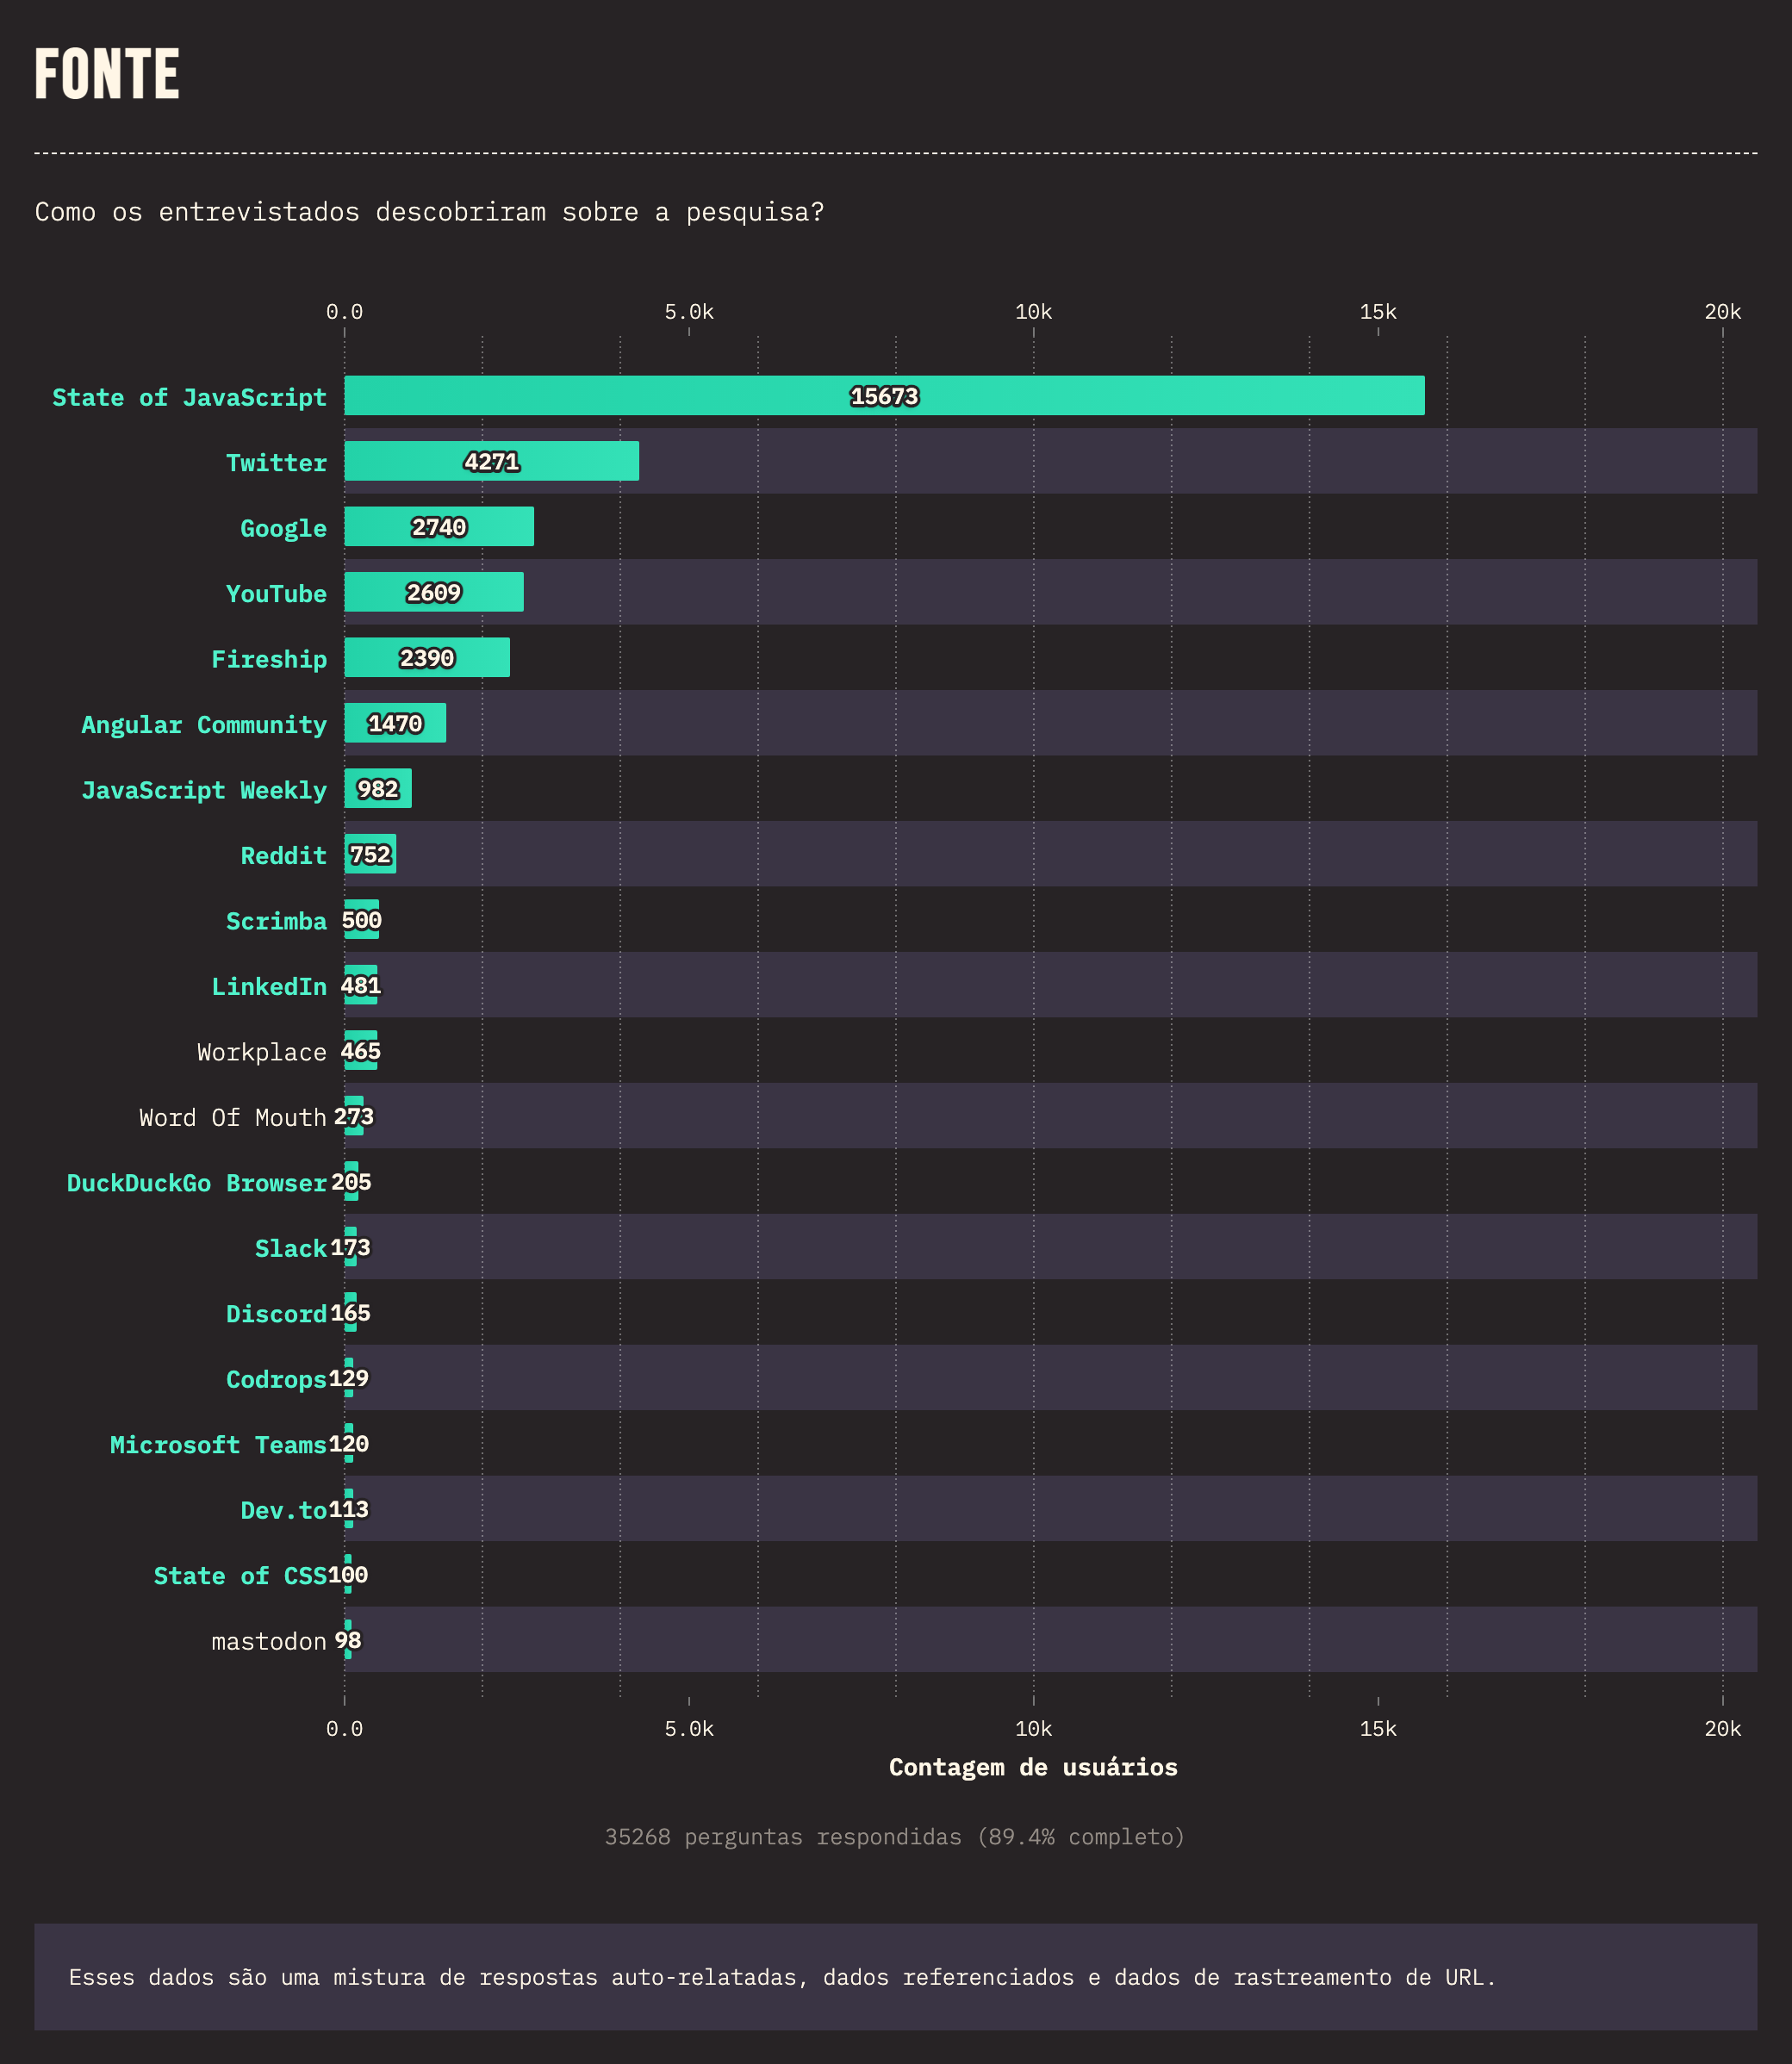 FONTE
Como os entrevistados descobriram sobre a pesquisa?
0.0 5.0k 10k 15k 20k
State of JavaScript 15673
Twitter 4271
Google 2740
YouTube 2609
Fireship 2390
Angular Community 1470
JavaScript Weekly 982
Reddit 752
Scrimba 500
LinkedIn 481
Workplace 465
Word Of Mouth 273
DuckDuckGo Browser 205
Slack 173
Discord 165
Codrops 129
Microsoft Teams 120
Dev.to 113
State of CSS 100
mastodon 98
0.0 5.0k 10k 15k 20k
Contagem de usuários
35268 perguntas respondidas (89.4% completo)
Esses dados são uma mistura de respostas auto-relatadas, dados referenciados e dados de rastreamento de URL.